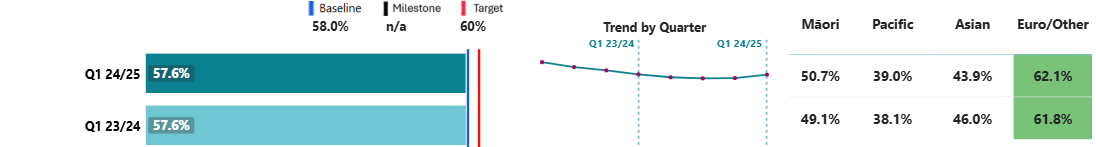 Baseline Milestone Target
58.0% n/a 60%
Trend by Quarter
Q1 23/24 Q1 24/25
Māori Pacific Asian Euro/Other
Q1 24/25 57.6% 50.7% 39.0% 43.9% 62.1%
Q1 23/24 57.6% 49.1% 38.1% 46.0% 61.8%